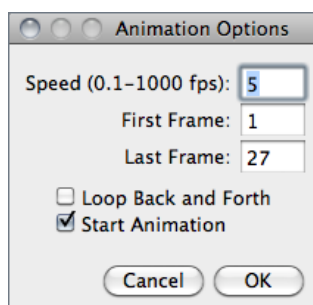 Animation Options
Speed (0.1–1000 fps): 5
First Frame: 1
Last Frame: 27
Loop Back and Forth
Start Animation
Cancel OK